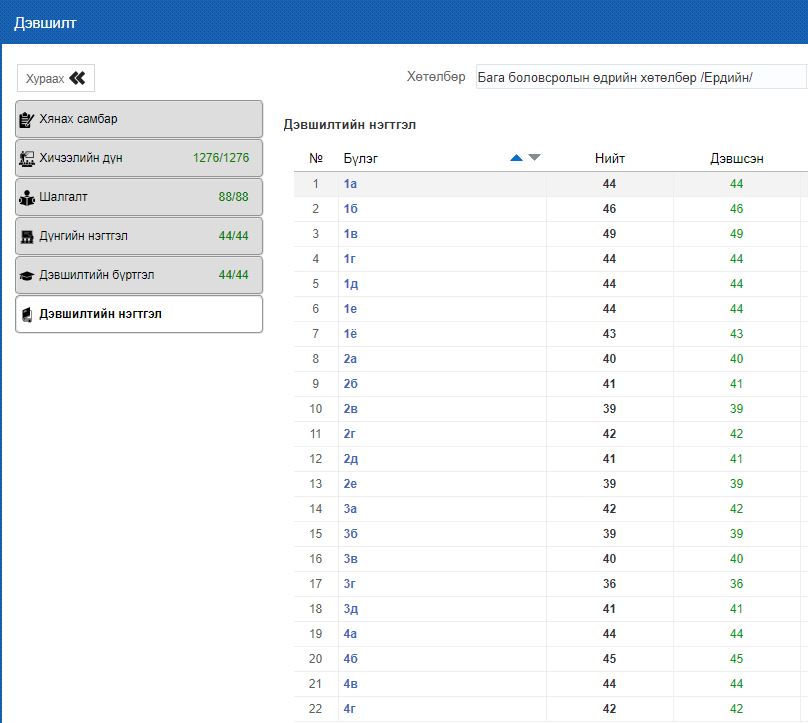 Дэвшилт
Хураах
Хөтөлбөр Бага боловсролын өдрийн хөтөлбөр /Ердийн/
Хянах самбар
Хичээлийн дүн 1276/1276
Шалгалт 88/88
Дүнгийн нэгтгэл 44/44
Дэвшилтийн бүртгэл 44/44
Дэвшилтийн нэгтгэл
Дэвшилтийн нэгтгэл
№ Бүлэг Нийт Дэвшсэн
1 1а 44 44
2 1б 46 46
3 1в 49 49
4 1г 44 44
5 1д 44 44
6 1е 44 44
7 1ё 43 43
8 2а 40 40
9 2б 41 41
10 2в 39 39
11 2г 42 42
12 2д 41 41
13 2е 39 39
14 3а 42 42
15 3б 39 39
16 3в 40 40
17 3г 36 36
18 3д 41 41
19 4а 44 44
20 4б 45 45
21 4в 44 44
22 4г 42 42